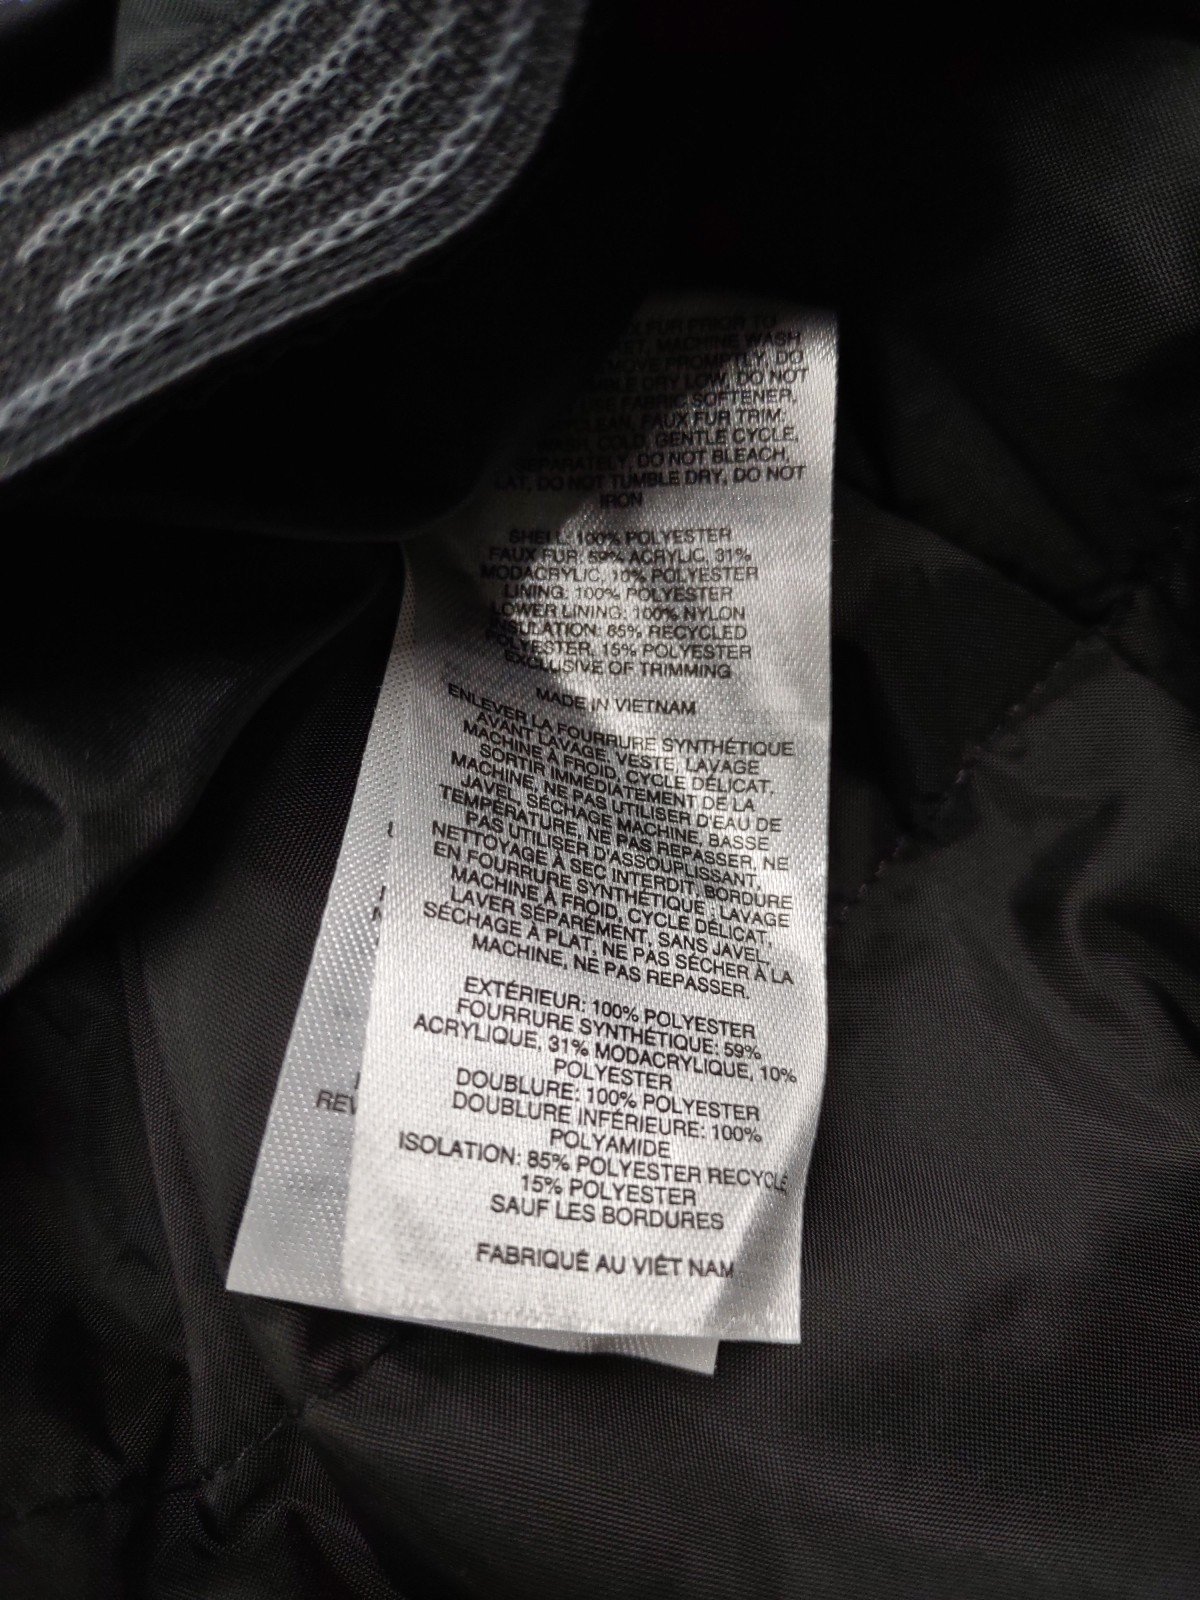 FUR PRIOR TO
MACHINE WASH
PROMPTLY, DO
DRY LOW, DO NOT
USE FABRIC SOFTENER,
FAUX FUR TRIM:
COLD, GENTLE CYCLE,
SEPARATELY, DO NOT BLEACH,
DO NOT TUMBLE DRY, DO NOT
IRON
SHELL: 100% POLYESTER
FAUX FUR: 59% ACRYLIC, 31%
MODACRYLIC, 10% POLYESTER
LINING: 100% POLYESTER
LOWER LINING: 100% NYLON
INSULATION: 85% RECYCLED
POLYESTER, 15% POLYESTER
EXCLUSIVE OF TRIMMING
MADE IN VIETNAM
ENLEVER LA FOURRURE SYNTHÉTIQUE
AVANT LAVAGE, VESTE, LAVAGE
MACHINE À FROID, CYCLE DÉLICAT,
SORTIR IMMÉDIATEMENT DE LA
MACHINE, NE PAS UTILISER D'EAU DE
JAVEL, SÉCHAGE MACHINE, BASSE
TEMPÉRATURE, NE PAS REPASSER, NE
PAS UTILISER D'ASSOUPLISSANT,
NETTOYAGE À SEC INTERDIT, BORDURE
EN FOURRURE SYNTHÉTIQUE, LAVAGE
MACHINE À FROID, CYCLE DÉLICAT,
LAVER SÉPARÉMENT, SANS JAVEL,
SÉCHAGE À PLAT, NE PAS SÉCHER À LA
MACHINE, NE PAS REPASSER.
EXTÉRIEUR: 100% POLYESTER
FOURRURE SYNTHÉTIQUE: 59%
ACRYLIQUE, 31% MODACRYLIQUE, 10%
POLYESTER
DOUBLURE: 100% POLYESTER
DOUBLURE INFÉRIEURE: 100%
POLYAMIDE
ISOLATION: 85% POLYESTER RECYCLÉ
15% POLYESTER
SAUF LES BORDURES
FABRIQUÉ AU VIÊT NAM
REV